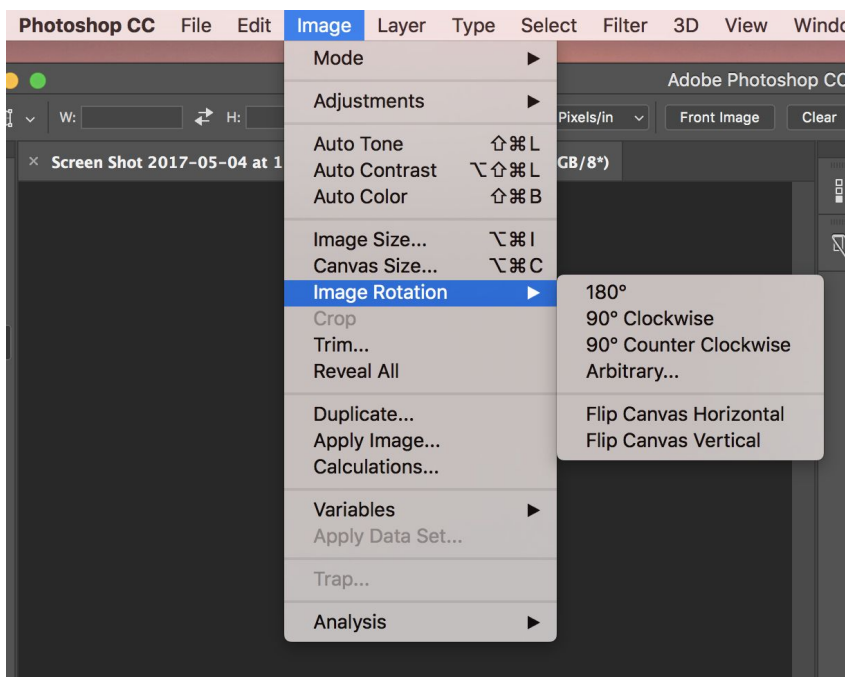 Photoshop CC File Edit Image Layer Type Select Filter 3D View Windo
Adobe Photoshop CC
W: H: Pixels/in Front Image Clear
× Screen Shot 2017-05-04 at 1 GB/8*)
Mode
Adjustments
Auto Tone ⇧⌘L
Auto Contrast ⌥⇧⌘L
Auto Color ⇧⌘B
Image Size... ⌥⌘I
Canvas Size... ⌥⌘C
Image Rotation
Crop
Trim...
Reveal All
Duplicate...
Apply Image...
Calculations...
Variables
Apply Data Set...
Trap...
Analysis
180°
90° Clockwise
90° Counter Clockwise
Arbitrary...
Flip Canvas Horizontal
Flip Canvas Vertical